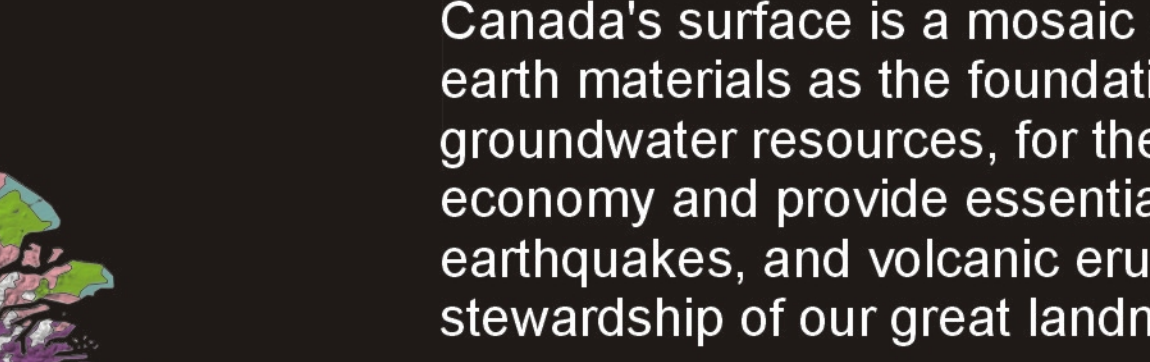 Canada's surface is a mosaic
earth materials as the foundati
groundwater resources, for the
economy and provide essentia
earthquakes, and volcanic eru
stewardship of our great landm